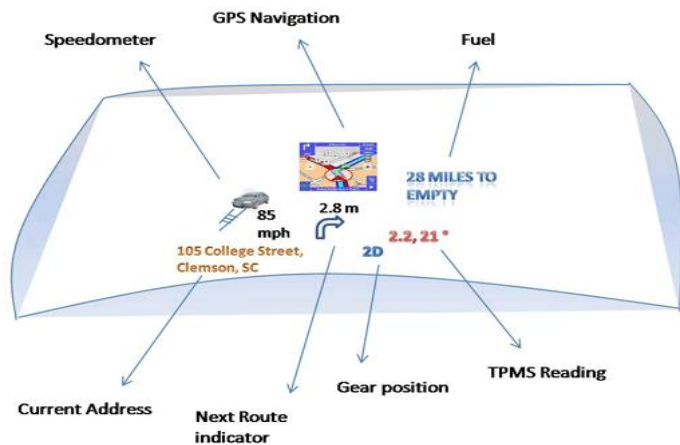 GPS Navigation
Speedometer
Fuel
28 MILES TO
EMPTY
85
mph
2.8 m
105 College Street,
Clemson, SC
2D
2.2, 21 °
Current Address
Next Route
indicator
Gear position
TPMS Reading